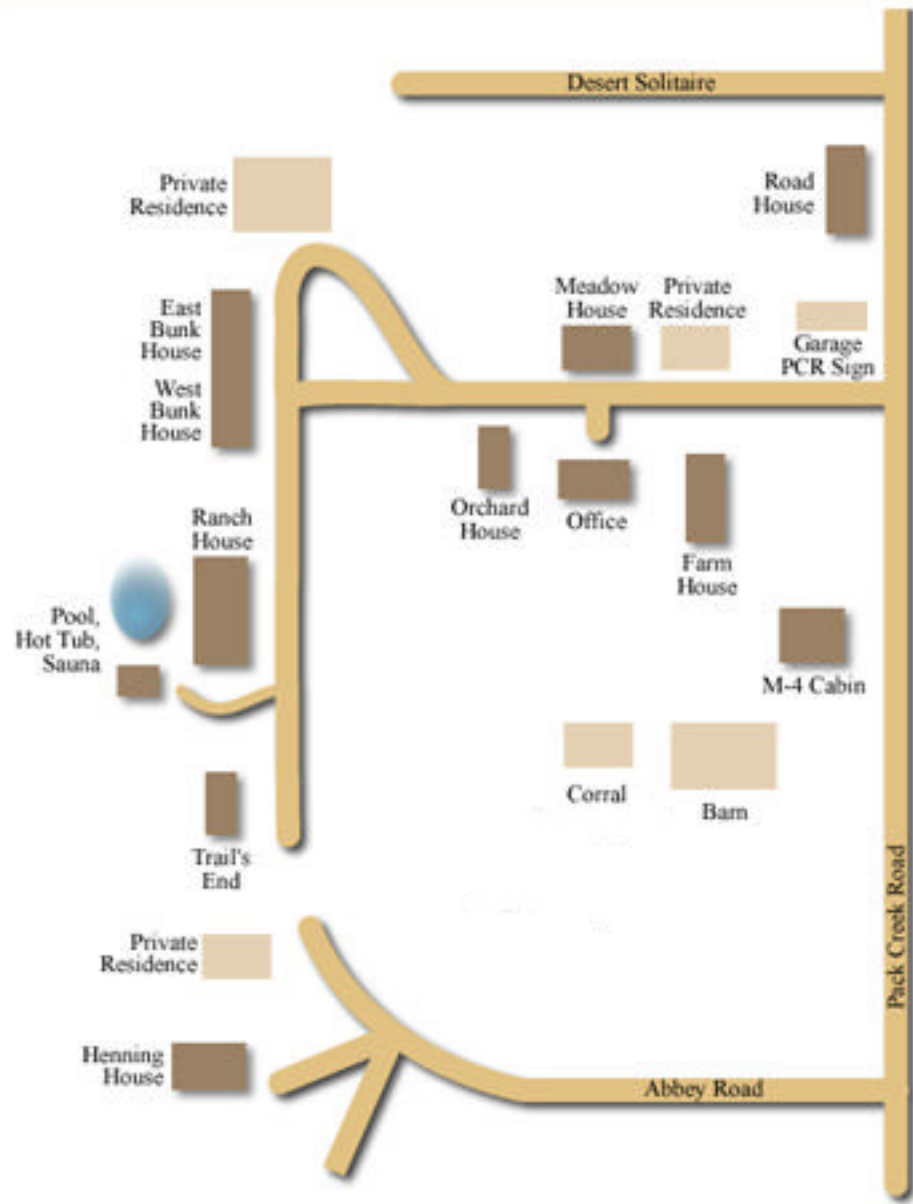 Desert Solitaire
Private
Residence
Road
House
East
Bunk
House
West
Bunk
House
Meadow
House
Private
Residence
Garage
PCR Sign
Orchard
House
Office
Farm
House
Ranch
House
Pool,
Hot Tub,
Sauna
M-4 Cabin
Corral
Barn
Trail's
End
Pack Creek Road
Private
Residence
Henning
House
Abbey Road